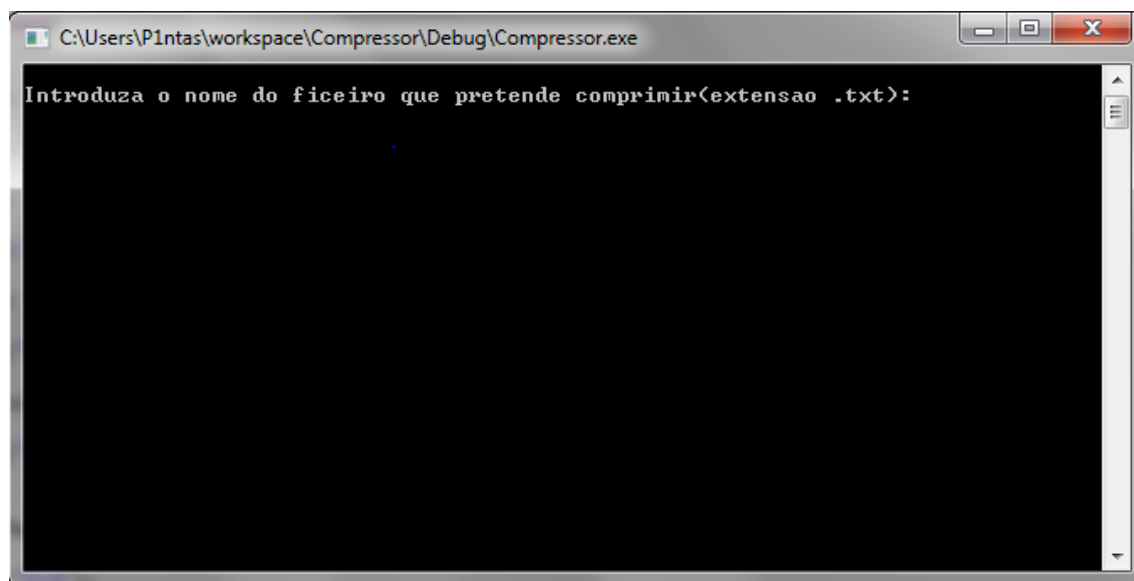 C:\Users\P1ntas\workspace\Compressor\Debug\Compressor.exe
Introduza o nome do ficeiro que pretende comprimir(extensao .txt):